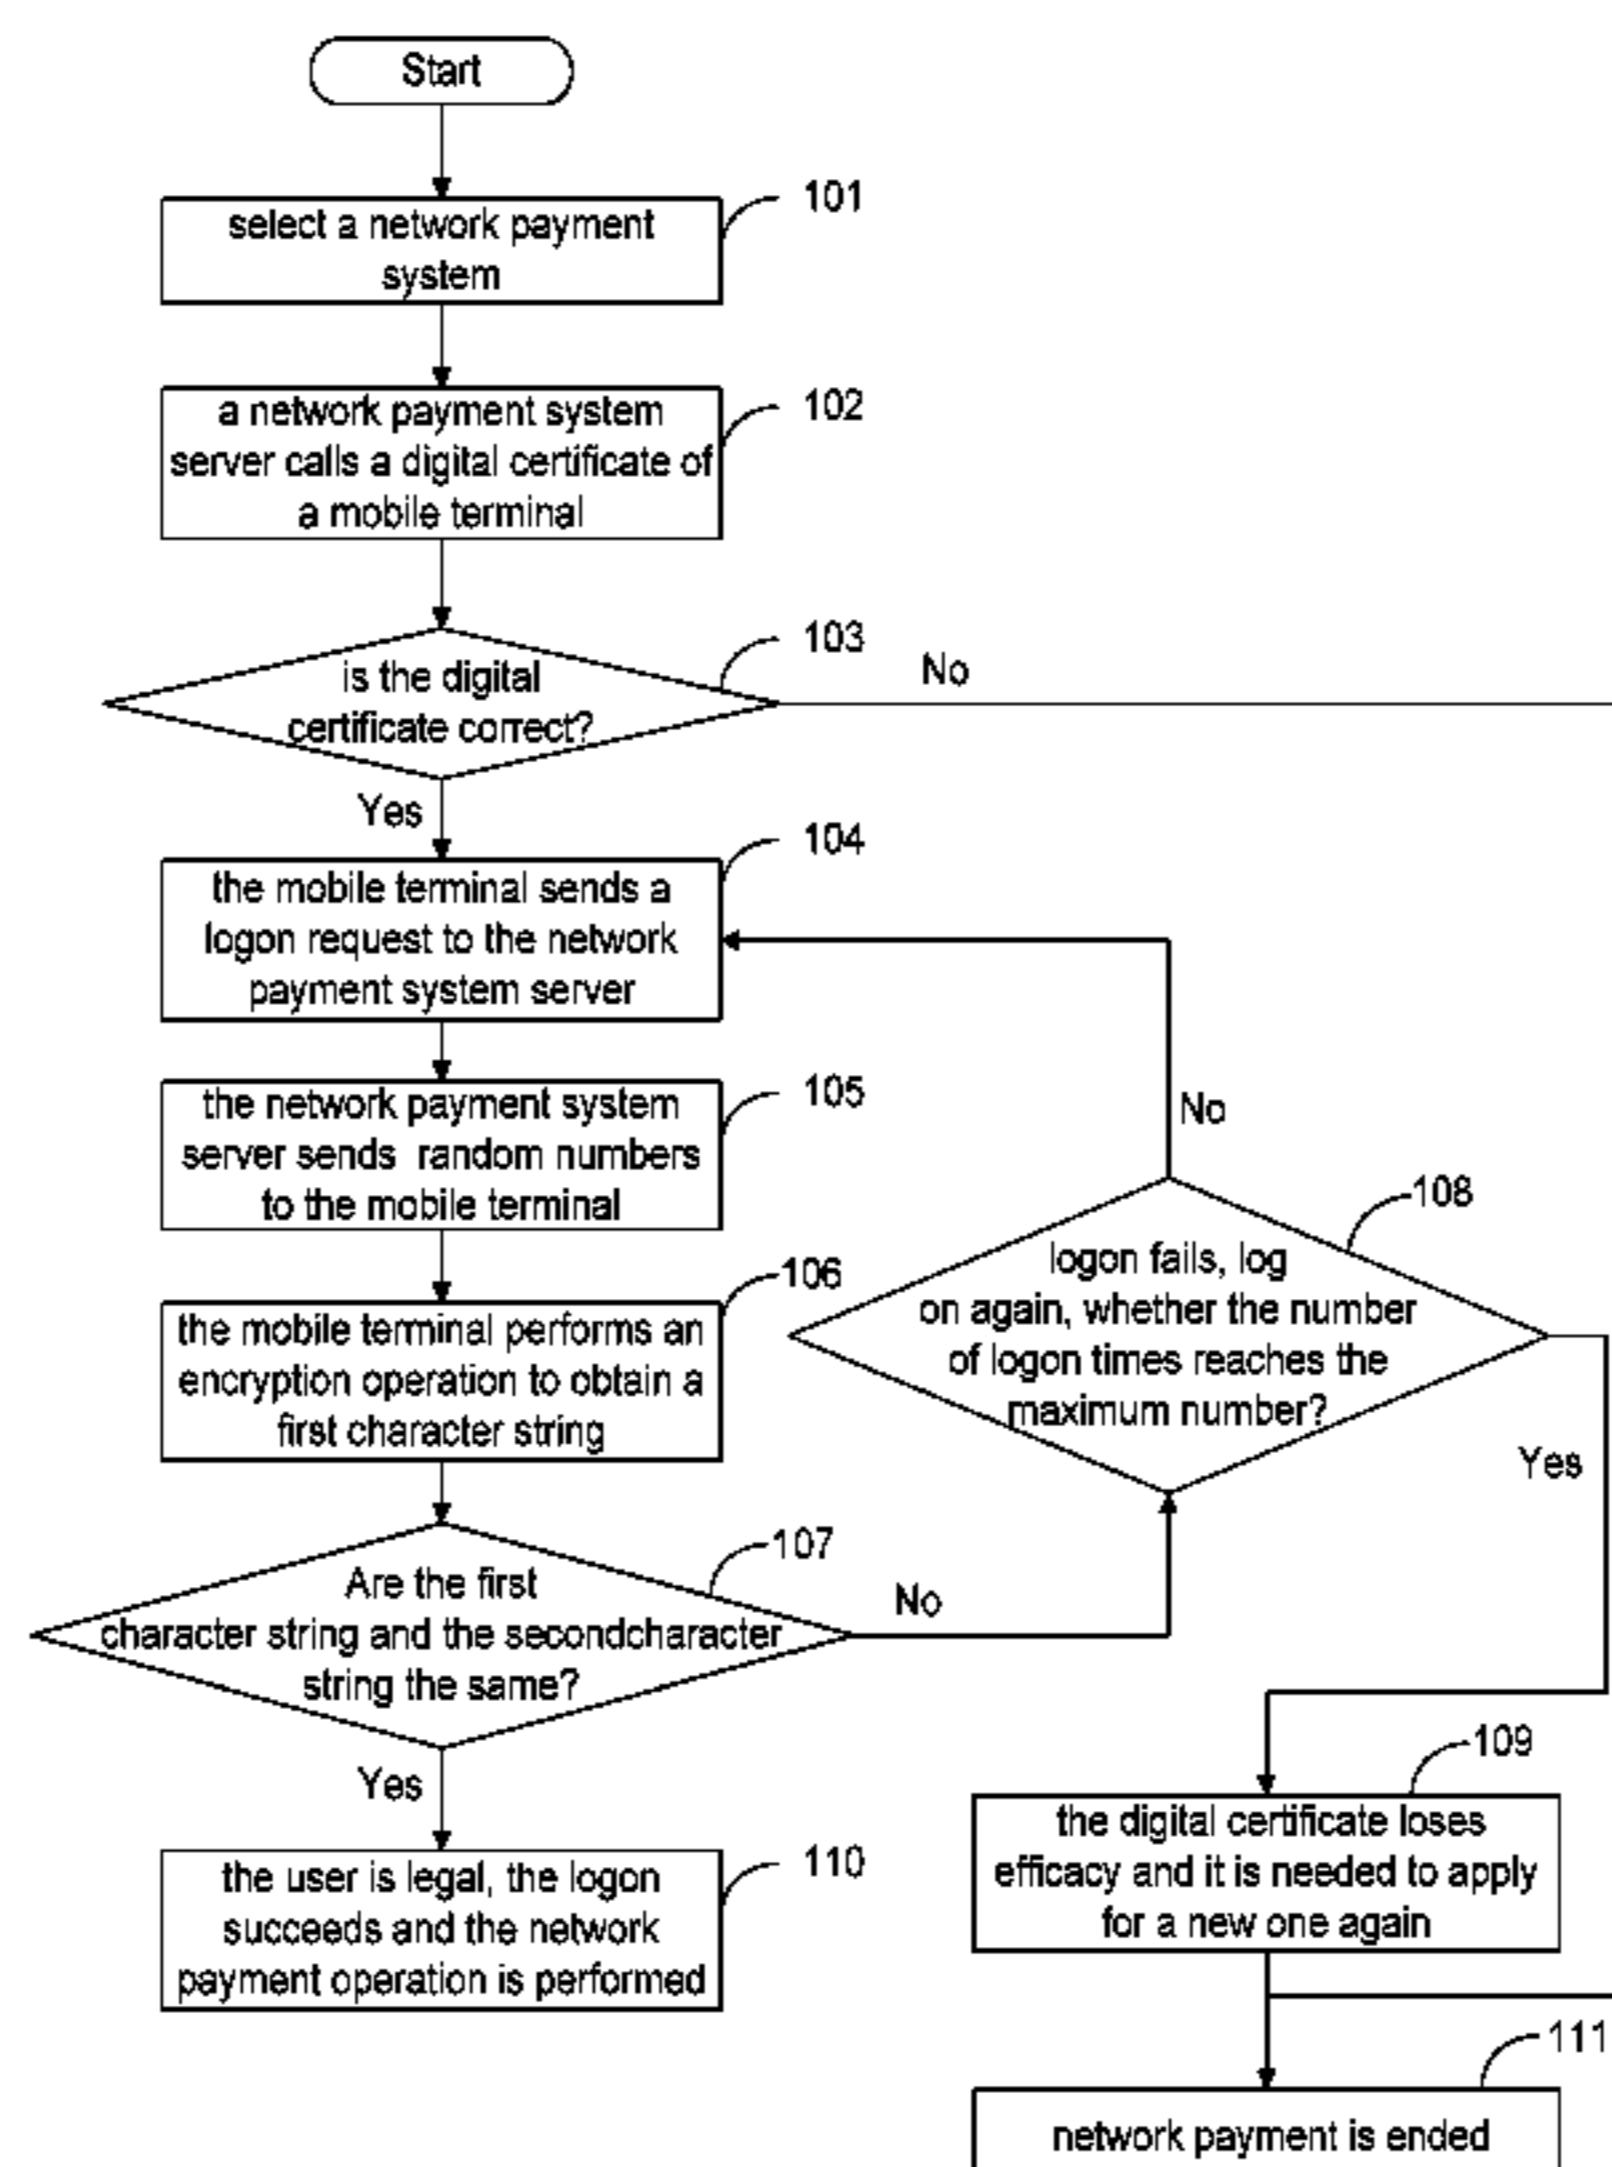 Start
101
select a network payment
system
102
a network payment system
server calls a digital certificate of
a mobile terminal
103
No
is the digital
certificate correct?
Yes
104
the mobile terminal sends a
logon request to the network
payment system server
105
the network payment system
server sends random numbers
to the mobile terminal
No
106
the mobile terminal performs an
encryption operation to obtain a
first character string
108
logon fails, log
on again, whether the number
of logon times reaches the
maximum number?
Yes
107
Are the first
character string and the secondcharacter
string the same?
No
Yes
109
the digital certificate loses
efficacy and it is needed to apply
for a new one again
110
the user is legal, the logon
succeeds and the network
payment operation is performed
111
network payment is ended